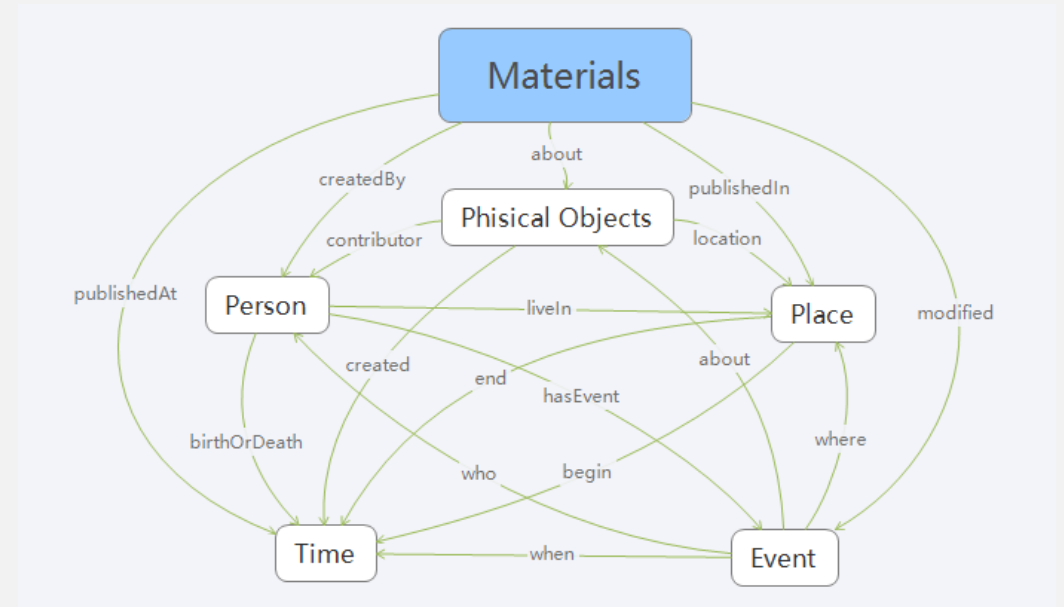 Materials
about
createdBy
publishedIn
Phisical Objects
contributor
location
publishedAt
Person
liveIn
Place
modified
created
end
about
hasEvent
birthOrDeath
where
who
begin
Time
when
Event